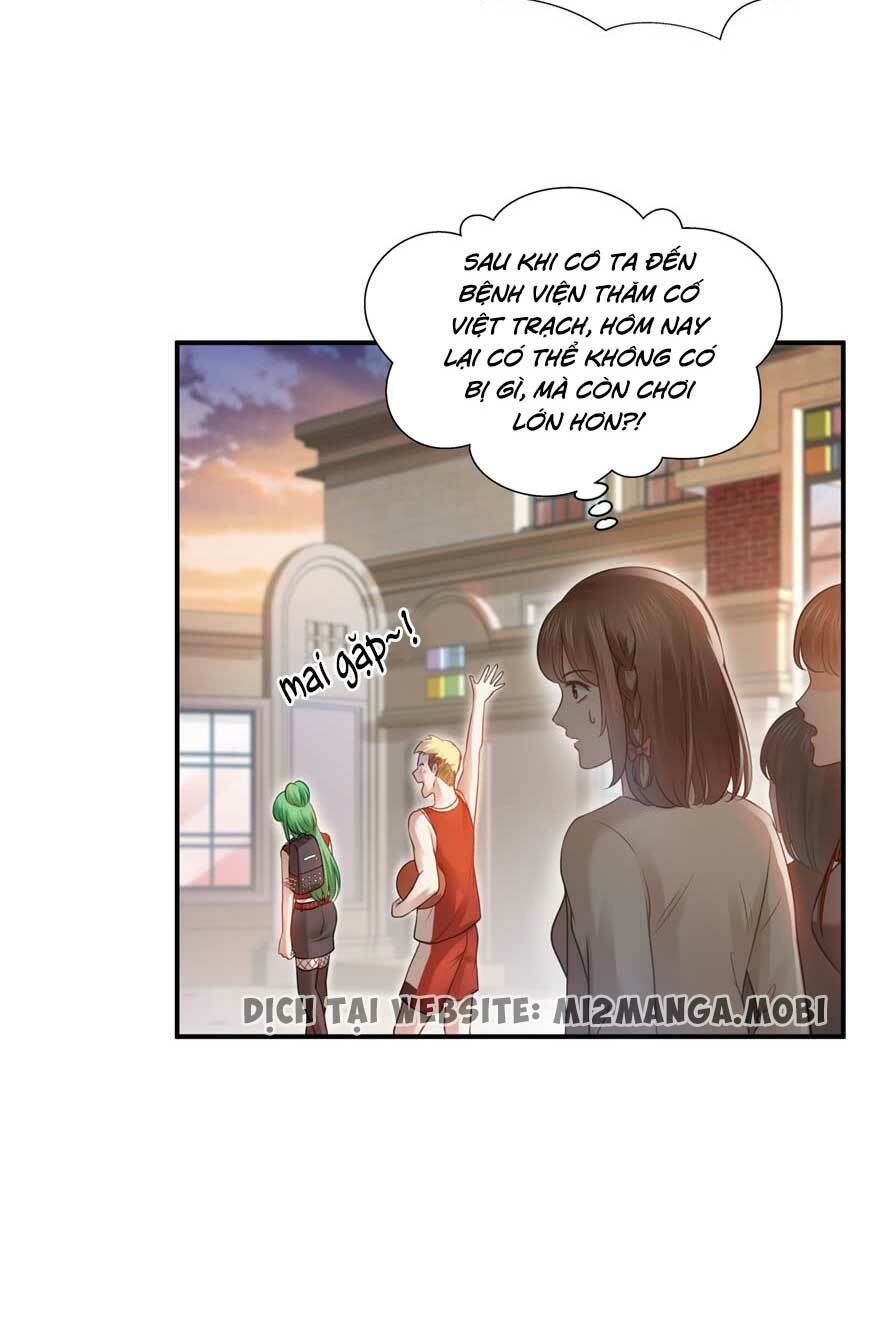 SAU KHI CÔ TA ĐẾN
BỆNH VIỆN THĂM CỐ
VIỆT TRẠCH, HÔM NAY
LẠI CÓ THỂ KHÔNG CÓ
BỊ GÌ, MÀ CÒN CHƠI
LỚN HƠN?!
mai gặp~!
DỊCH TẠI WEBSITE: MI2MANGA.MOBI